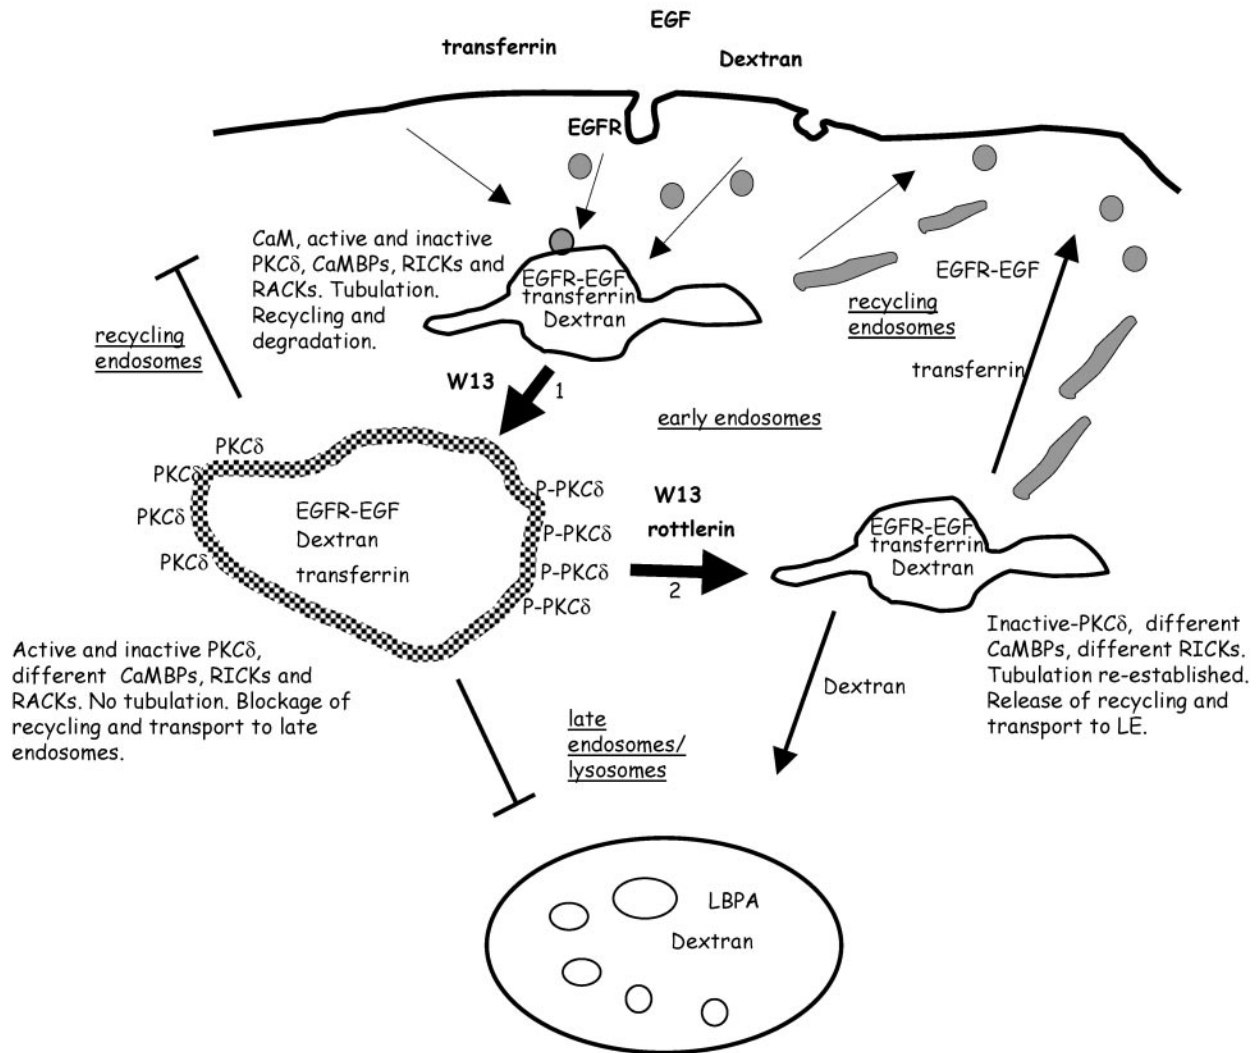 EGF
transferrin
Dextran
EGFR
CaM, active and inactive
PKCδ, CaMBPs, RICKs and
RACKs. Tubulation.
Recycling and
degradation.
EGFR-EGF
transferrin
Dextran
EGFR-EGF
recycling
endosomes
transferrin
recycling
endosomes
W13
1
early endosomes
PKCδ
PKCδ
PKCδ
PKCδ
EGFR-EGF
Dextran
transferrin
P-PKCδ
P-PKCδ
P-PKCδ
P-PKCδ
W13
rottlerin
2
EGFR-EGF
transferrin
Dextran
Active and inactive PKCδ,
different CaMBPs, RICKs and
RACKs. No tubulation. Blockage of
recycling and transport to late
endosomes.
Inactive-PKCδ, different
CaMBPs, different RICKs.
Tubulation re-established.
Release of recycling and
transport to LE.
Dextran
late
endosomes/
lysosomes
LBPA
Dextran